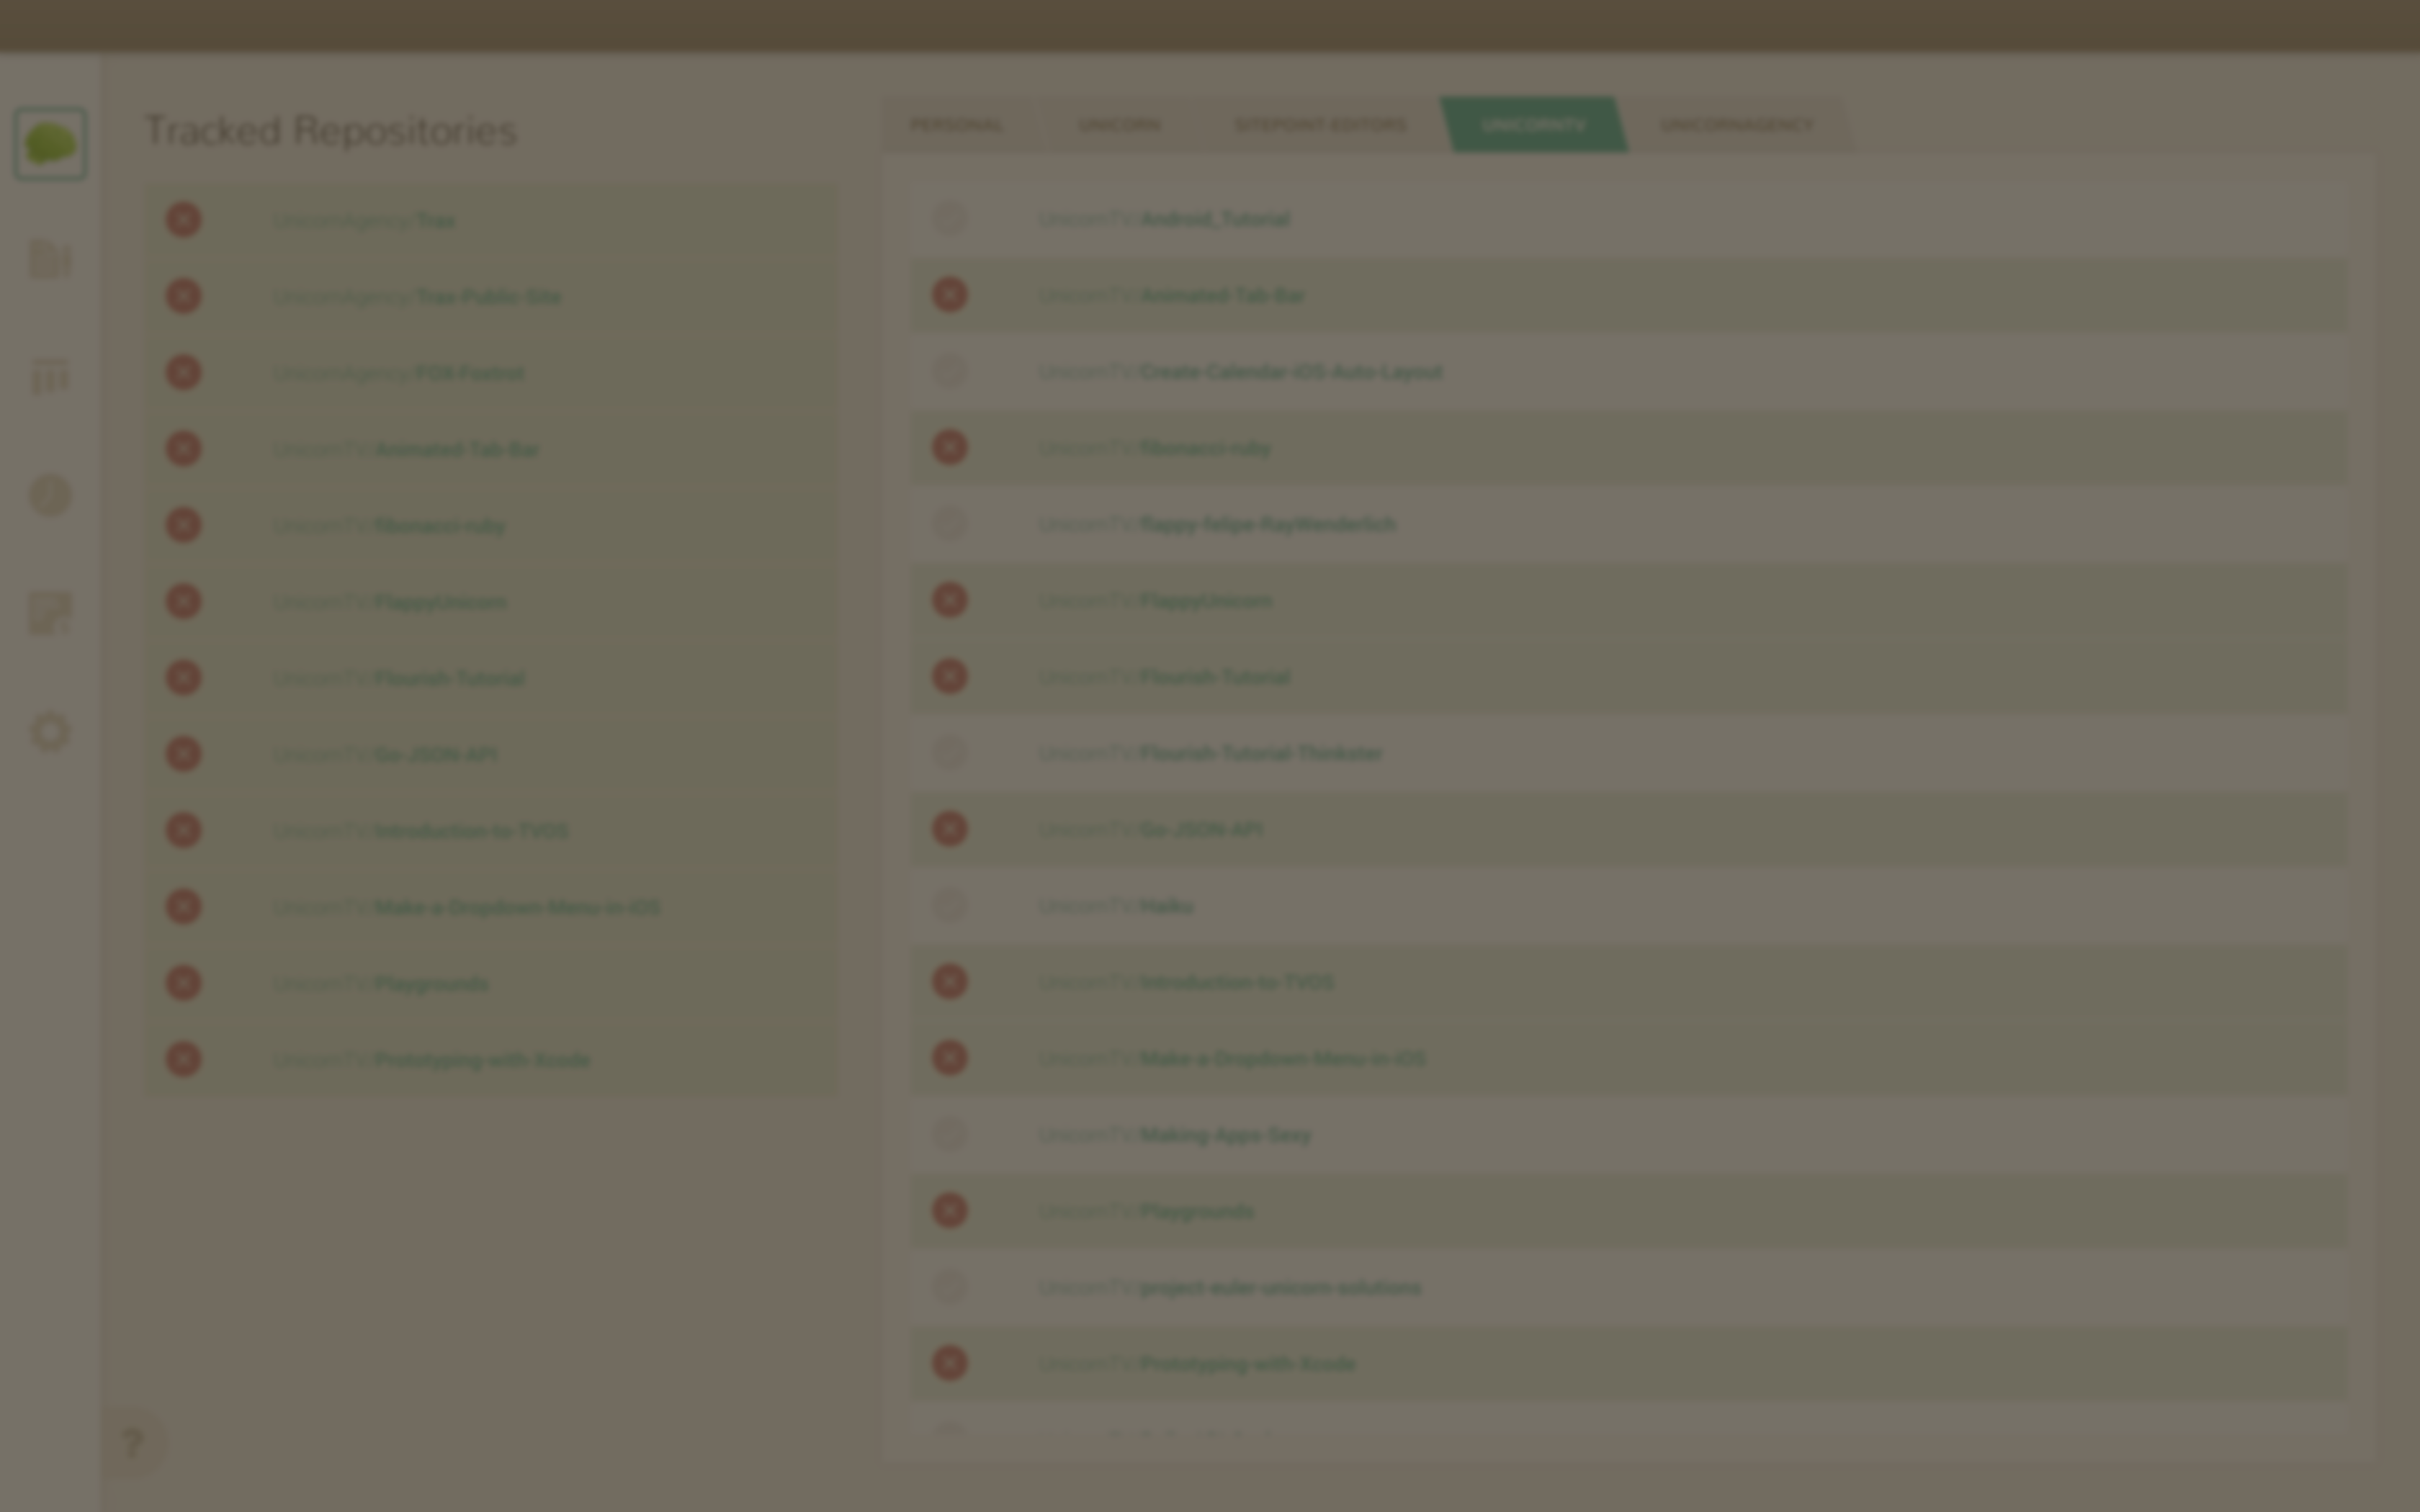 Tracked Repositories
UnicornAgency/Trax
UnicornAgency/Trax-Public-Site
UnicornAgency/FOX-Foxtrot
UnicornTV/Animated-Tab-Bar
UnicornTV/fibonacci-ruby
UnicornTV/FlappyUnicorn
UnicornTV/Flourish-Tutorial
UnicornTV/Go-JSON-API
UnicornTV/Introduction-to-TVOS
UnicornTV/Make-a-Dropdown-Menu-in-iOS
UnicornTV/Playgrounds
UnicornTV/Prototyping-with-Xcode
?
PERSONAL UNICORN SITEPOINT-EDITORS UNICORNTV UNICORNAGENCY
UnicornTV/Android_Tutorial
UnicornTV/Animated-Tab-Bar
UnicornTV/Create-Calendar-iOS-Auto-Layout
UnicornTV/fibonacci-ruby
UnicornTV/flappy-felipe-RayWenderlich
UnicornTV/FlappyUnicorn
UnicornTV/Flourish-Tutorial
UnicornTV/Flourish-Tutorial-Thinkster
UnicornTV/Go-JSON-API
UnicornTV/Haiku
UnicornTV/Introduction-to-TVOS
UnicornTV/Make-a-Dropdown-Menu-in-iOS
UnicornTV/Making-Apps-Sexy
UnicornTV/Playgrounds
UnicornTV/project-euler-unicorn-solutions
UnicornTV/Prototyping-with-Xcode